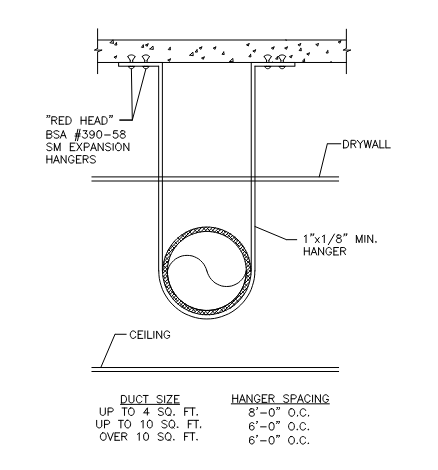 "RED HEAD"
BSA #390-58
SM EXPANSION
HANGERS
DRYWALL
1"x1/8" MIN.
HANGER
CEILING
DUCT SIZE HANGER SPACING
UP TO 4 SQ. FT. 8'-0" O.C.
UP TO 10 SQ. FT. 6'-0" O.C.
OVER 10 SQ. FT. 6'-0" O.C.